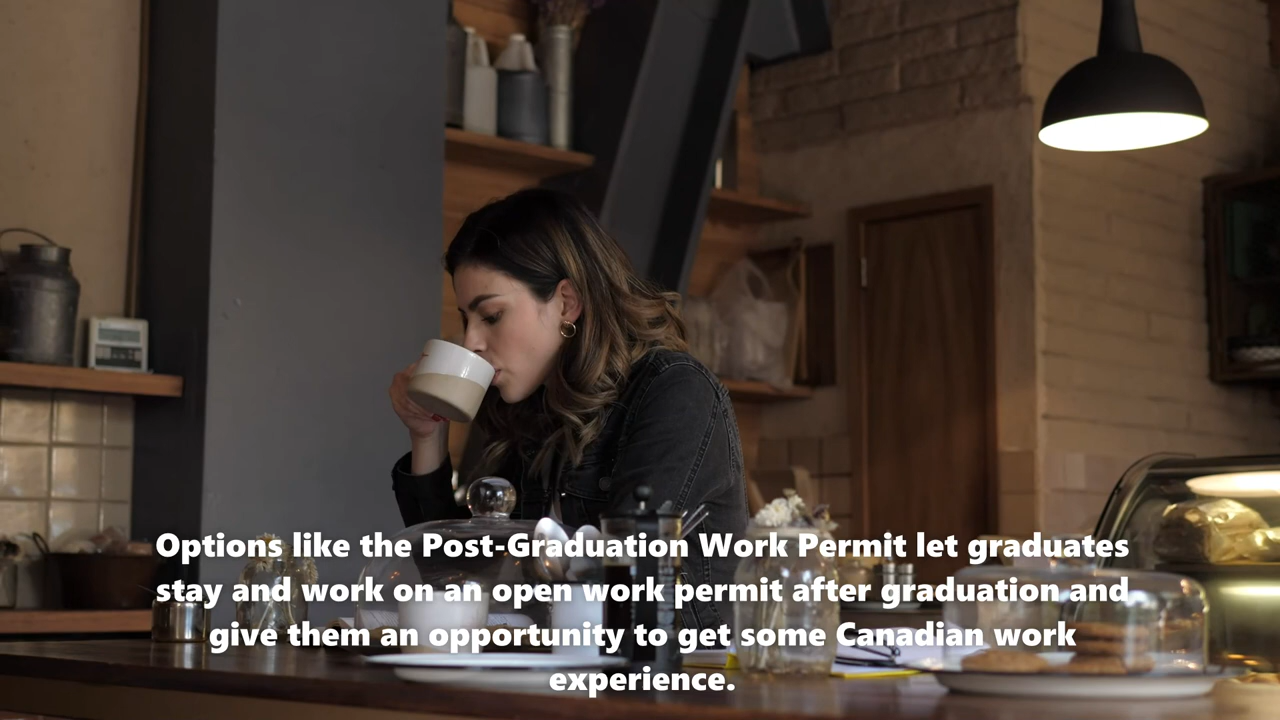 Options like the Post-Graduation Work Permit let graduates
stay and work on an open work permit after graduation and
give them an opportunity to get some Canadian work
experience.